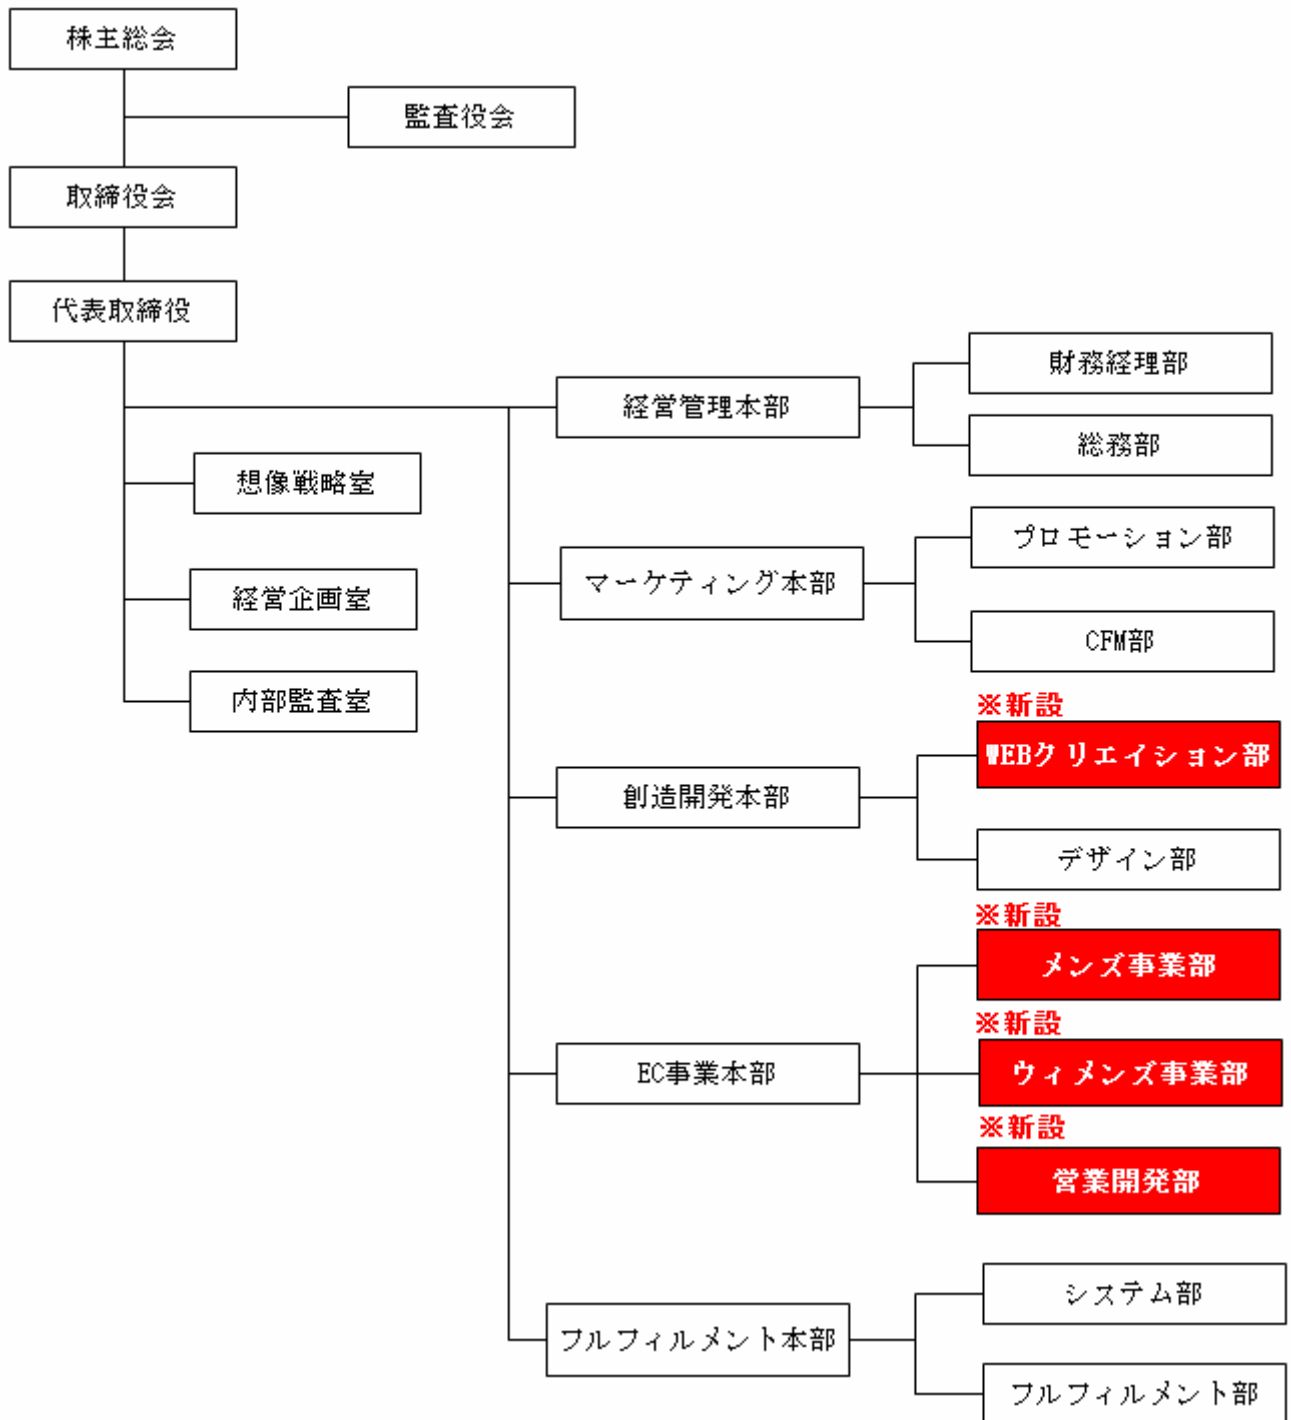 株主総会
監査役会
取締役会
代表取締役
経営管理本部
財務経理部
総務部
想像戦略室
経営企画室
内部監査室
マーケティング本部
プロモーション部
CFM部
創造開発本部
※新設
WEBクリエイション部
デザイン部
EC事業本部
※新設
メンズ事業部
※新設
ウィメンズ事業部
※新設
営業開発部
フルフィルメント本部
システム部
フルフィルメント部